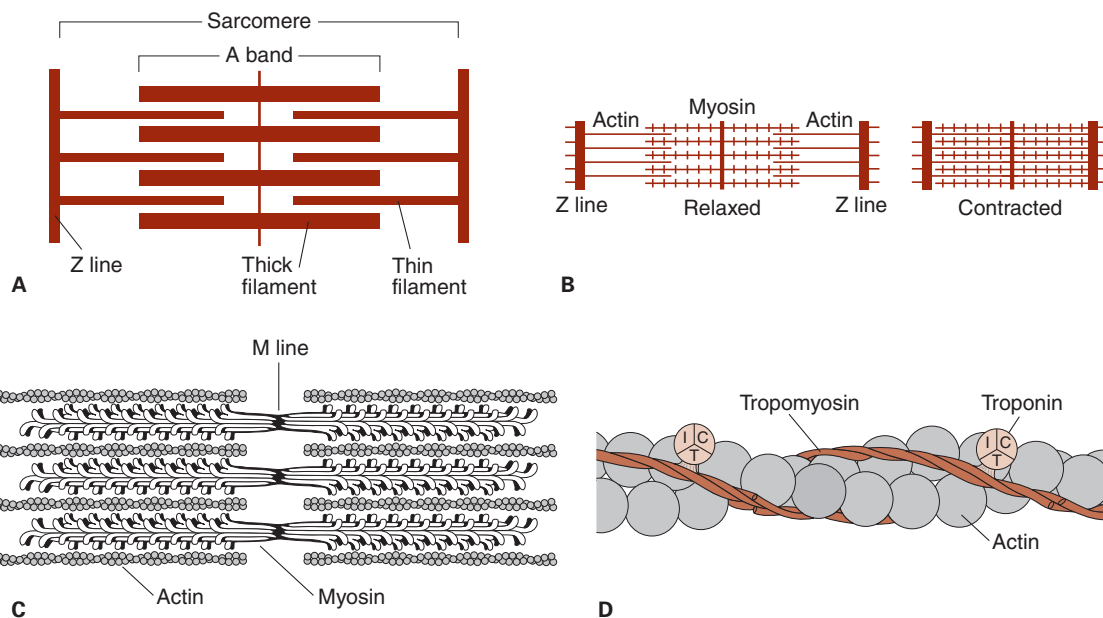 Sarcomere
A band
Z line
Thick
filament
Thin
filament
A
Actin
Myosin
Actin
Z line
Relaxed
Z line
Contracted
B
M line
Actin
Myosin
C
Tropomyosin
Troponin
I C
T
I C
T
Actin
D